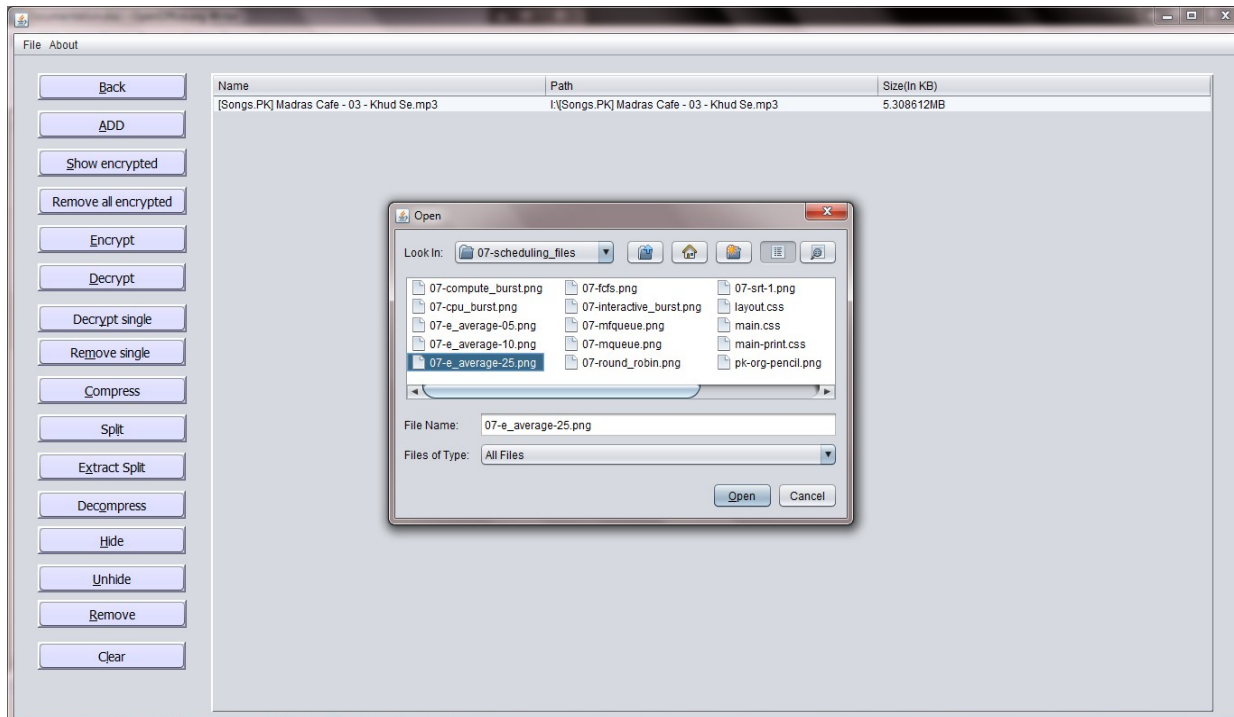 File About
Back
ADD
Show encrypted
Remove all encrypted
Encrypt
Decrypt
Decrypt single
Remove single
Compress
Split
Extract Split
Decompress
Hide
Unhide
Remove
Clear
Name Path Size(In KB)
[Songs.PK] Madras Cafe - 03 - Khud Se.mp3 I:\[Songs.PK] Madras Cafe - 03 - Khud Se.mp3 5.308612MB
Open
Look In: 07-scheduling_files
07-compute_burst.png 07-fcfs.png 07-srt-1.png
07-cpu_burst.png 07-interactive_burst.png layout.css
07-e_average-05.png 07-mfqueue.png main.css
07-e_average-10.png 07-mqueue.png main-print.css
07-e_average-25.png 07-round_robin.png pk-org-pencil.png
File Name: 07-e_average-25.png
Files of Type: All Files
Open Cancel